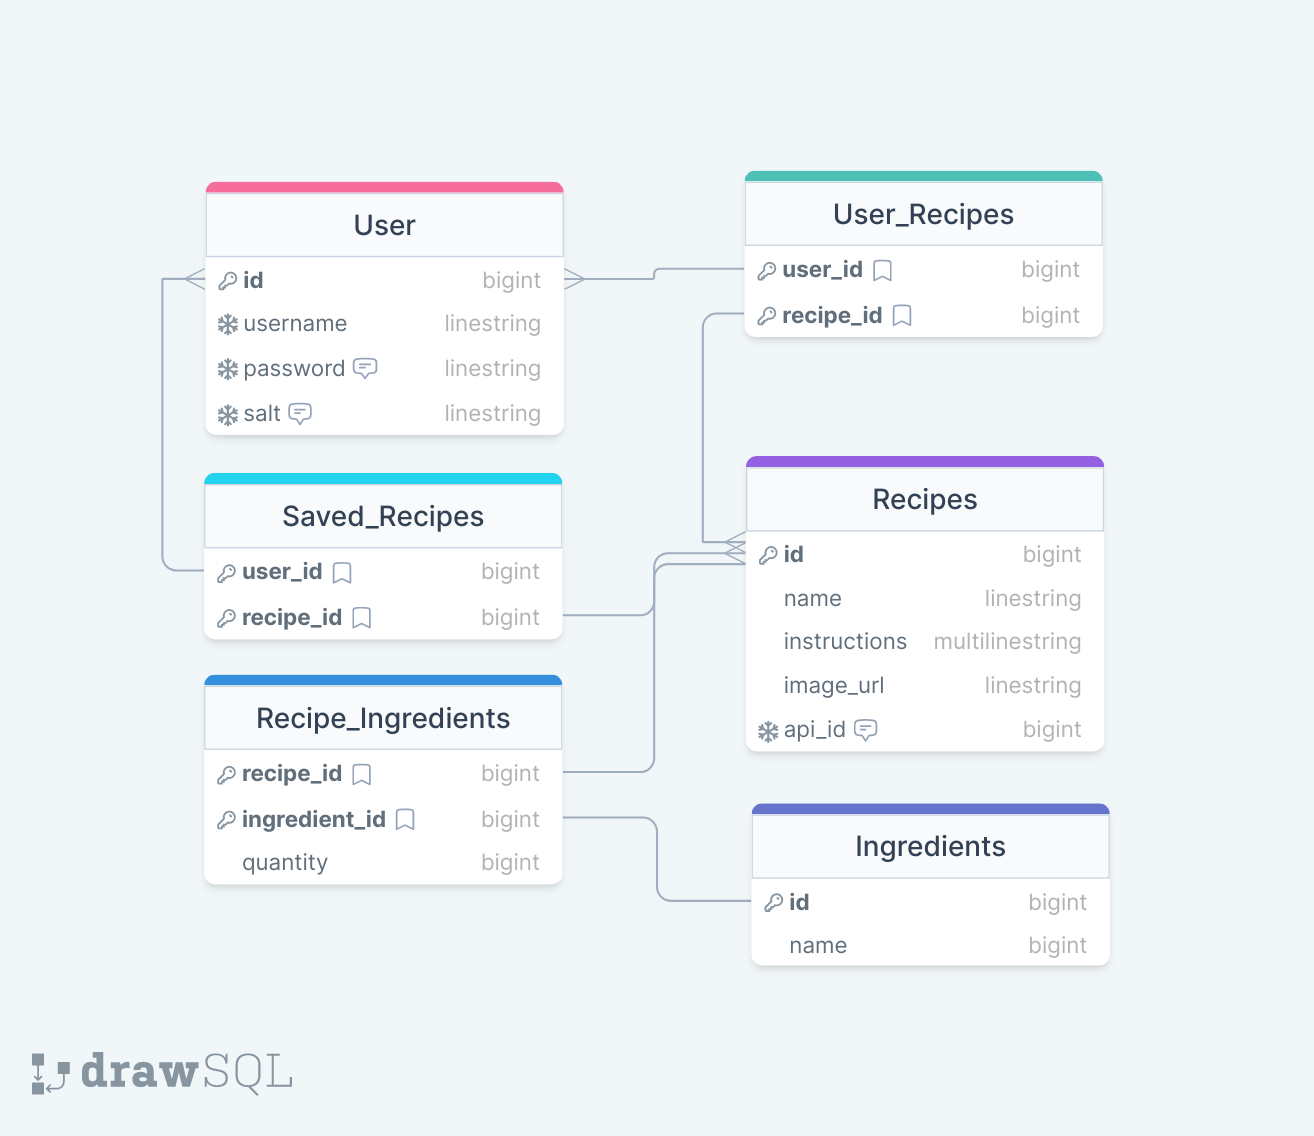 User
id bigint
username linestring
password linestring
salt linestring
User_Recipes
user_id bigint
recipe_id bigint
Saved_Recipes
user_id bigint
recipe_id bigint
Recipes
id bigint
name linestring
instructions multilinestring
image_url linestring
api_id bigint
Recipe_Ingredients
recipe_id bigint
ingredient_id bigint
quantity bigint
Ingredients
id bigint
name bigint
drawSQL